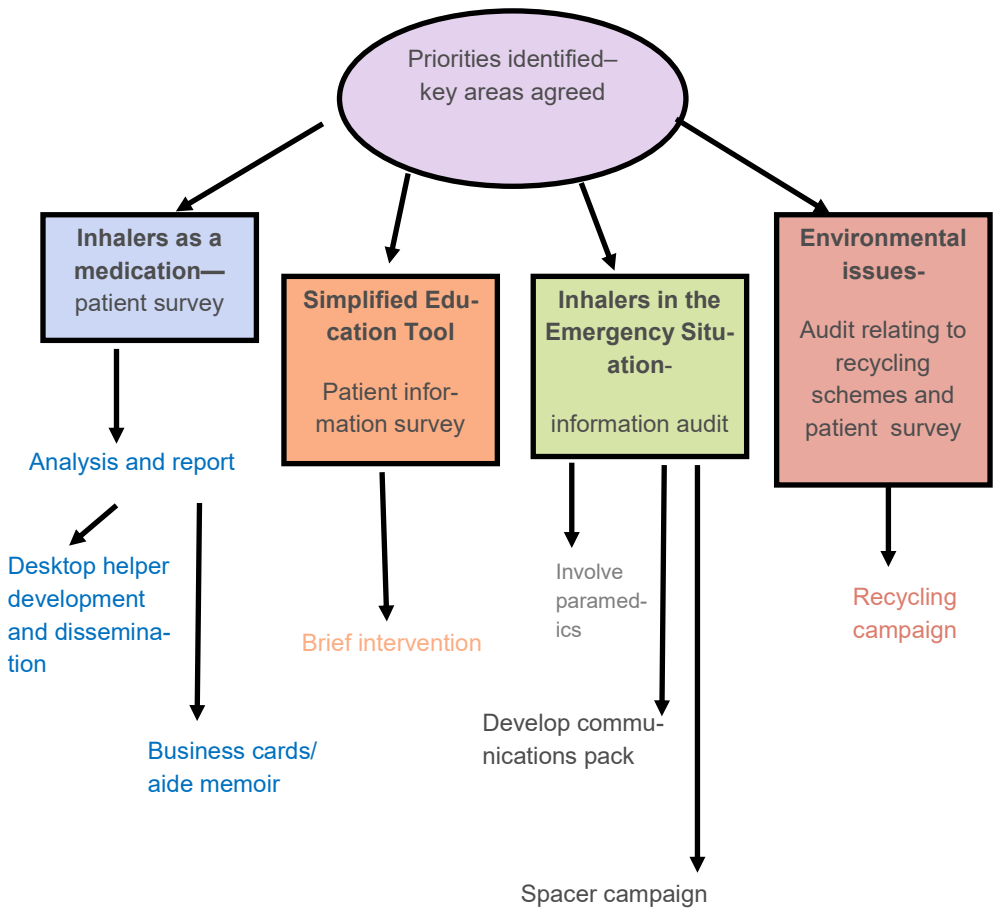 Priorities identified–
key areas agreed
Inhalers as a
medication—
patient survey
Simplified Edu-
cation Tool
Patient infor-
mation survey
Inhalers in the
Emergency Situ-
ation-
information audit
Environmental
issues-
Audit relating to
recycling
schemes and
patient  survey
Analysis and report
Desktop helper
development
and dissemina-
tion
Business cards/
aide memoir
Brief intervention
Involve
paramed-
ics
Develop commu-
nications pack
Spacer campaign
Recycling
campaign